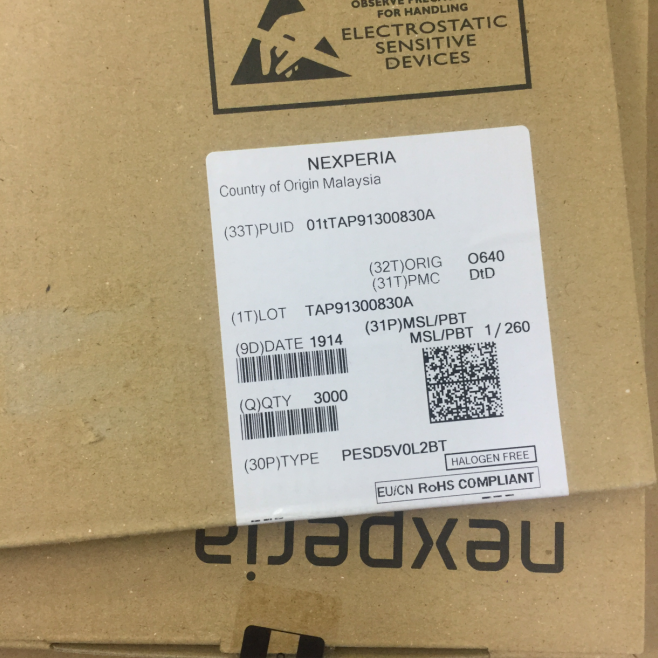 OBSERVE
FOR HANDLING
ELECTROSTATIC
SENSITIVE
DEVICES
NEXPERIA
Country of Origin Malaysia
(33T)PUID 01tTAP91300830A
(32T)ORIG O640
(31T)PMC DtD
(1T)LOT TAP91300830A
(31P)MSL/PBT
(9D)DATE 1914
MSL/PBT 1/260
(Q)QTY 3000
(30P)TYPE PESD5V0L2BT
HALOGEN FREE
EU/CN RoHS COMPLIANT
nexperia